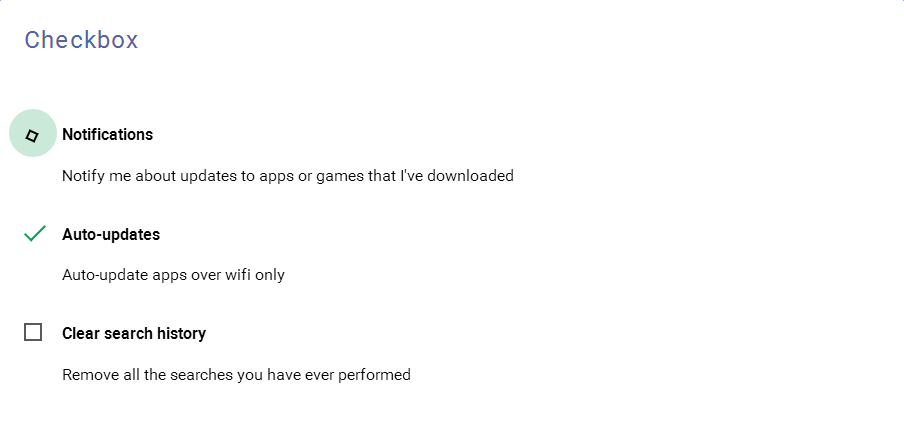 Checkbox
Notifications
Notify me about updates to apps or games that I've downloaded
Auto-updates
Auto-update apps over wifi only
Clear search history
Remove all the searches you have ever performed